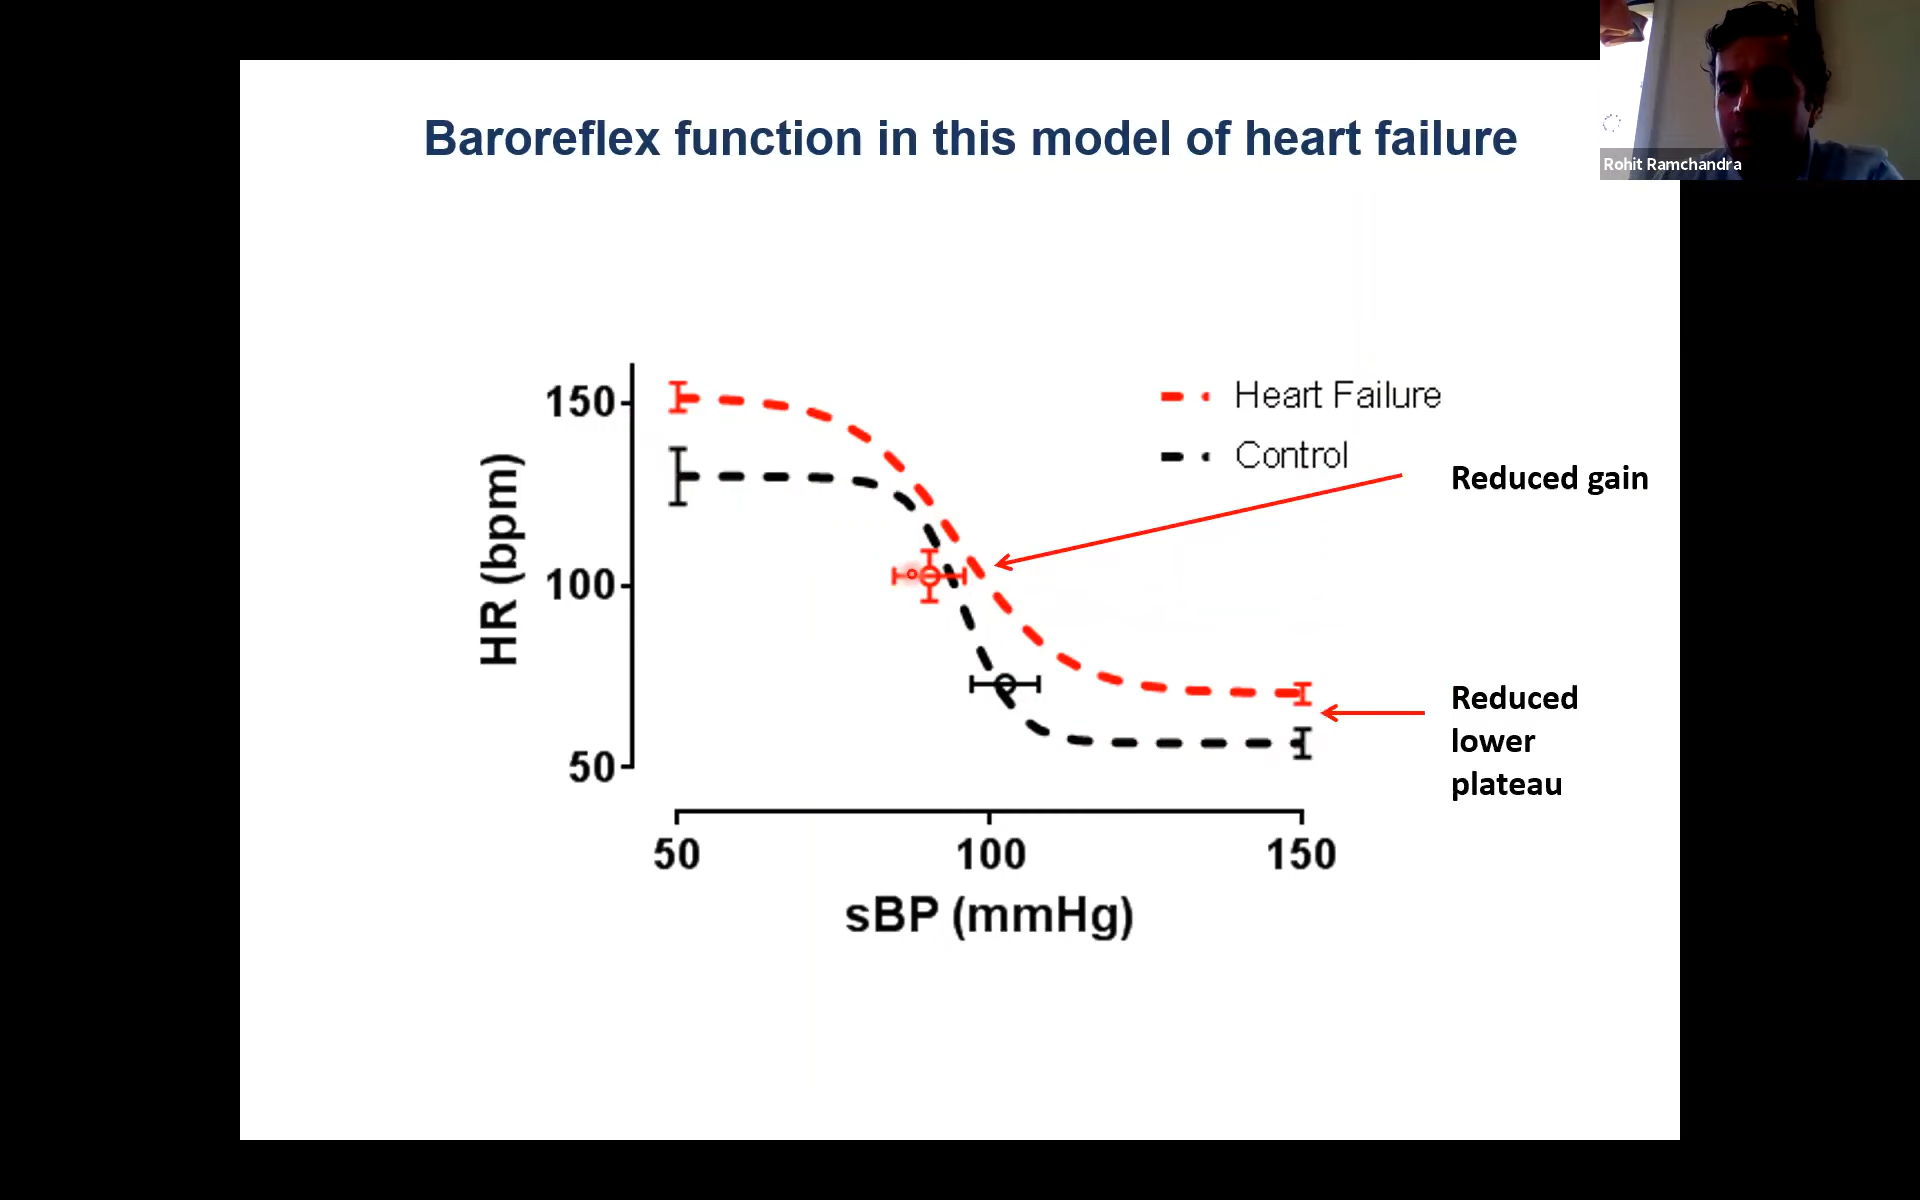 Baroreflex function in this model of heart failure
Rohit Ramchandra
Heart Failure
Control
Reduced gain
Reduced
lower
plateau
HR (bpm)
150
100
50
50 100 150
sBP (mmHg)